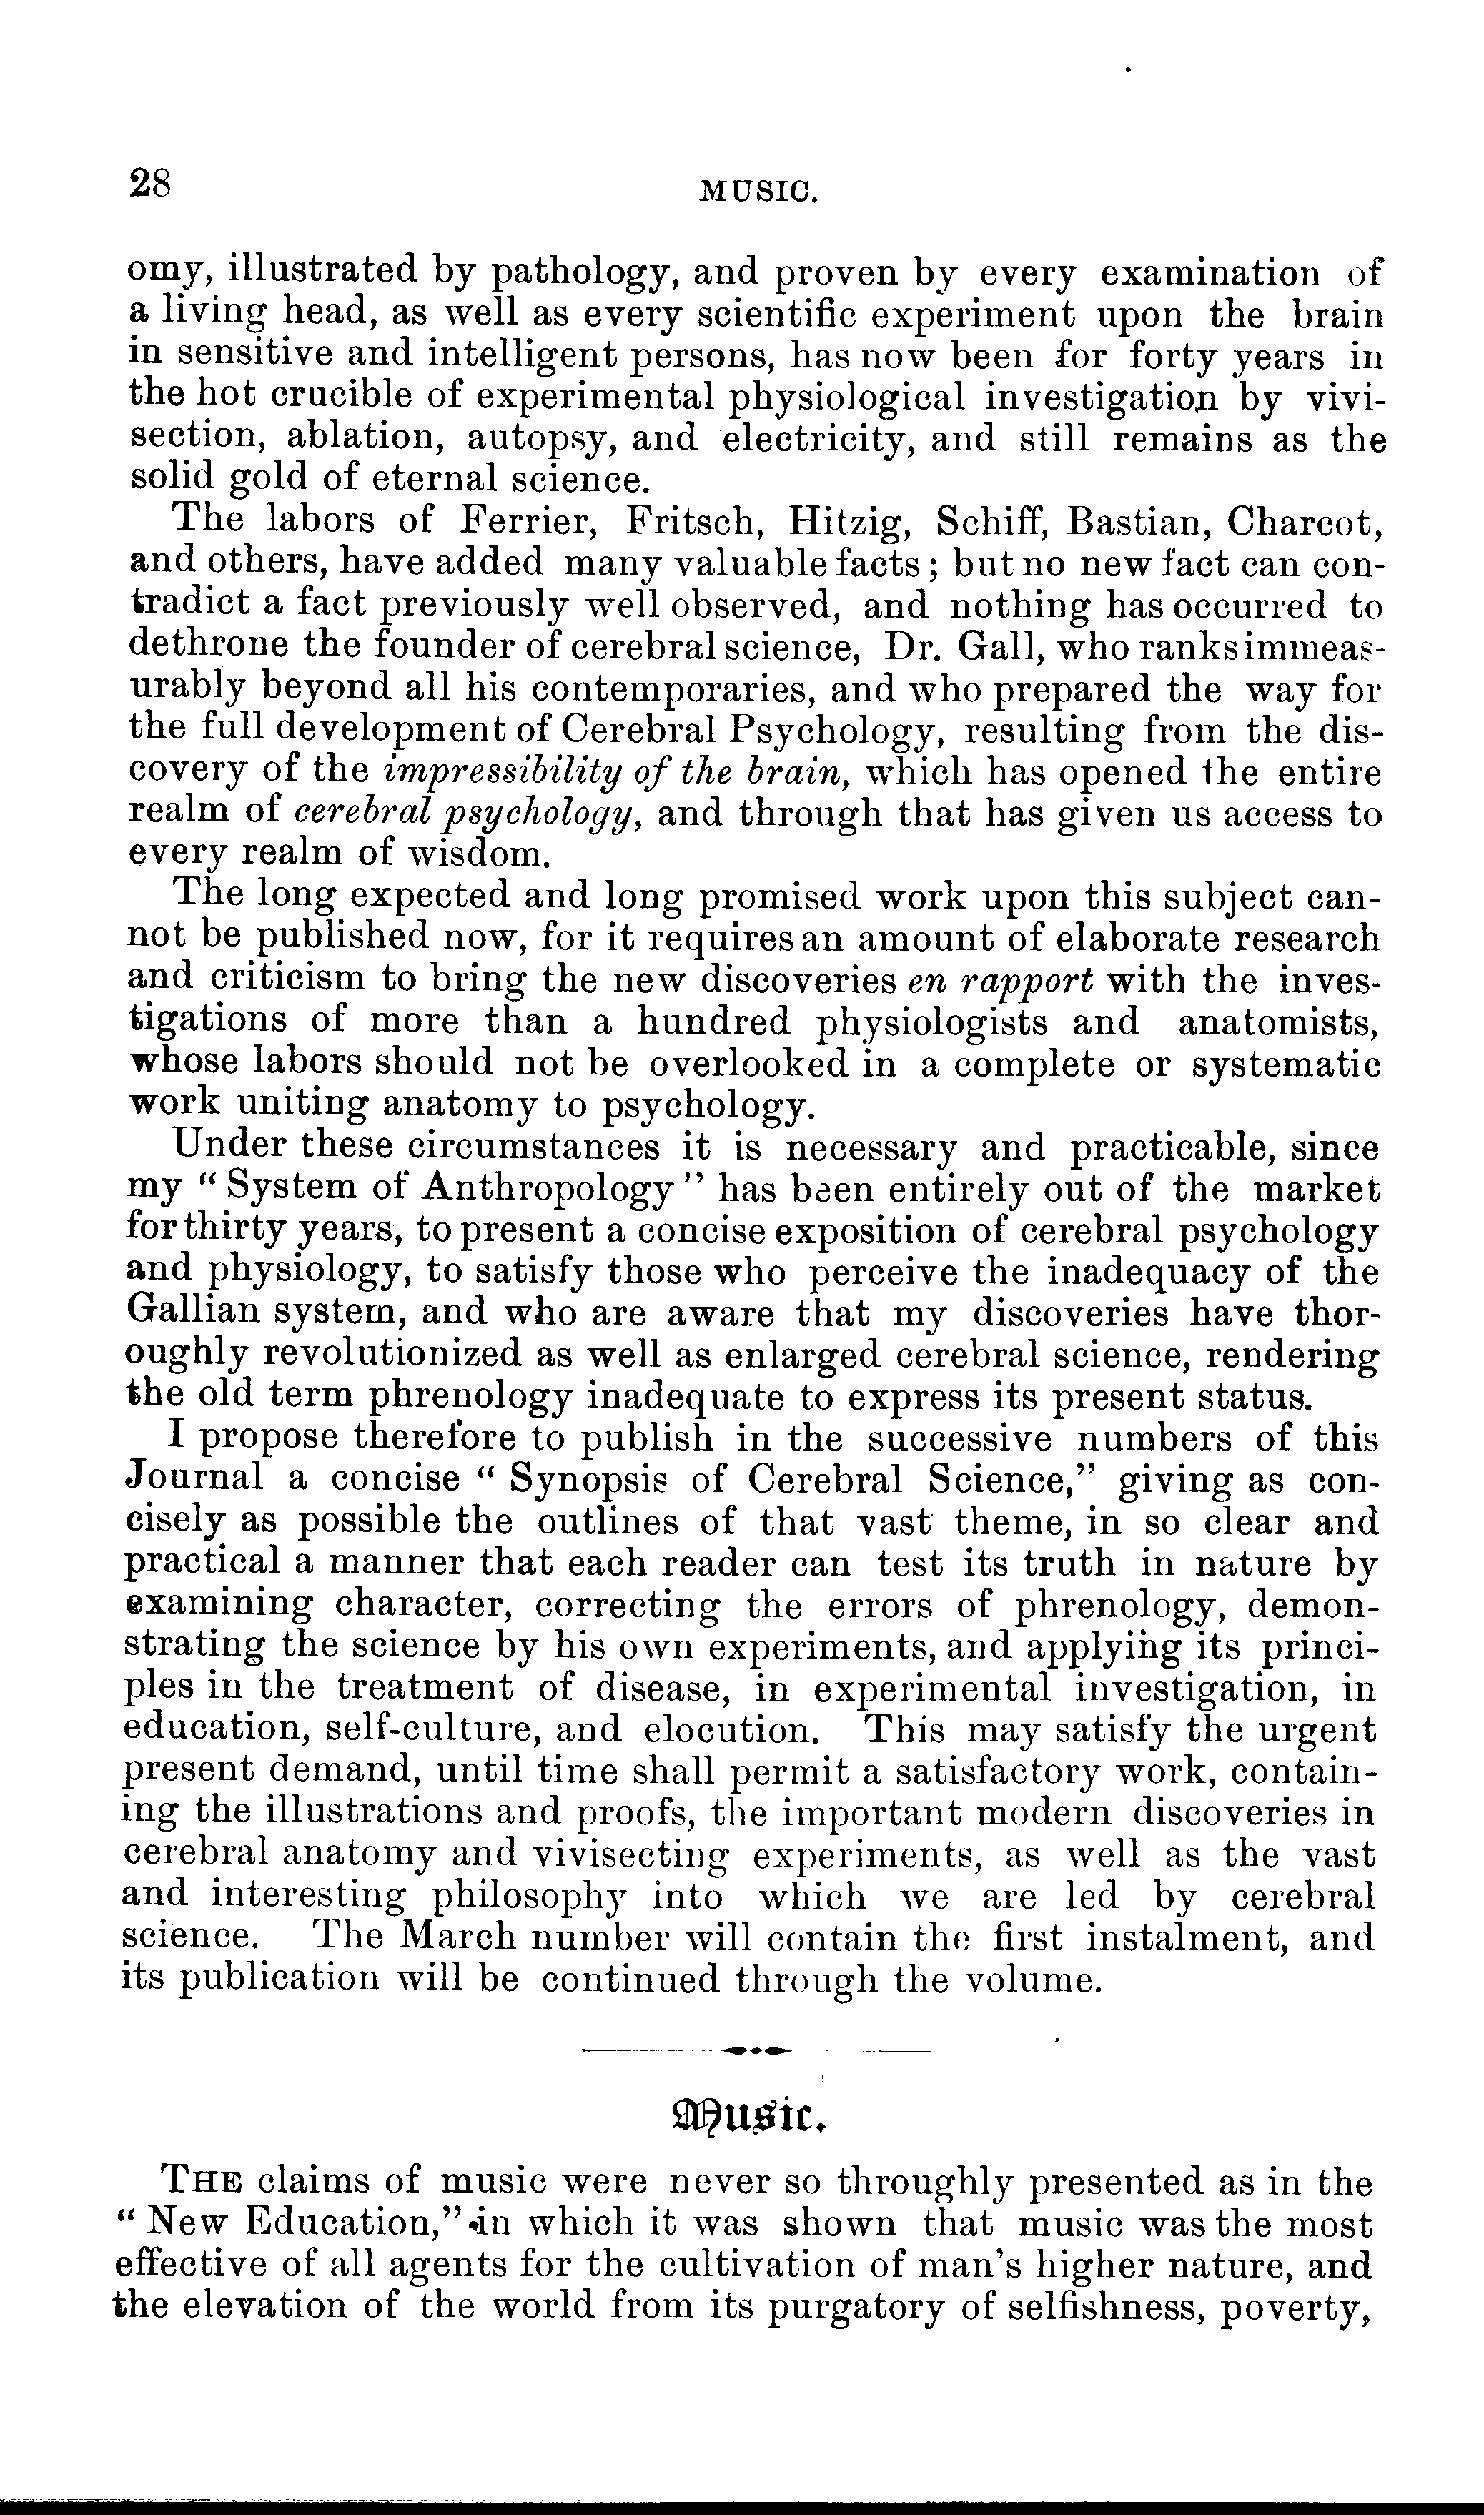 28 MUSIC.
omy, illustrated by pathology, and proven by every examination of
a living head, as well as every scientific experiment upon the brain
in sensitive and intelligent persons, has now been for forty years in
the hot crucible of experimental physiological investigation by vivi-
section, ablation, autopsy, and electricity, and still remains as the
solid gold of eternal science.
The labors of Ferrier, Fritsch, Hitzig, Schiff, Bastian, Charcot,
and others, have added many valuable facts; but no new fact can con-
tradict a fact previously well observed, and nothing has occurred to
dethrone the founder of cerebral science, Dr. Gall, who ranks immeas-
urably beyond all his contemporaries, and who prepared the way for
the full development of Cerebral Psychology, resulting from the dis-
covery of the impressibility of the brain, which has opened the entire
realm of cerebral psychology, and through that has given us access to
every realm of wisdom.
The long expected and long promised work upon this subject can-
not be published now, for it requires an amount of elaborate research
and criticism to bring the new discoveries en rapport with the inves-
tigations of more than a hundred physiologists and anatomists,
whose labors should not be overlooked in a complete or systematic
work uniting anatomy to psychology.
Under these circumstances it is necessary and practicable, since
my "System of Anthropology" has been entirely out of the market
for thirty years, to present a concise exposition of cerebral psychology
and physiology, to satisfy those who perceive the inadequacy of the
Gallian system, and who are aware that my discoveries have thor-
oughly revolutionized as well as enlarged cerebral science, rendering
the old term phrenology inadequate to express its present status.
I propose therefore to publish in the successive numbers of this
Journal a concise "Synopsis of Cerebral Science," giving as con-
cisely as possible the outlines of that vast theme, in so clear and
practical a manner that each reader can test its truth in nature by
examining character, correcting the errors of phrenology, demon-
strating the science by his own experiments, and applying its princi-
ples in the treatment of disease, in experimental investigation, in
education, self-culture, and elocution. This may satisfy the urgent
present demand, until time shall permit a satisfactory work, contain-
ing the illustrations and proofs, the important modern discoveries in
cerebral anatomy and vivisecting experiments, as well as the vast
and interesting philosophy into which we are led by cerebral
science. The March number will contain the first instalment, and
its publication will be continued through the volume.
Music.
THE claims of music were never so throughly presented as in the
"New Education," in which it was shown that music was the most
effective of all agents for the cultivation of man's higher nature, and
the elevation of the world from its purgatory of selfishness, poverty,